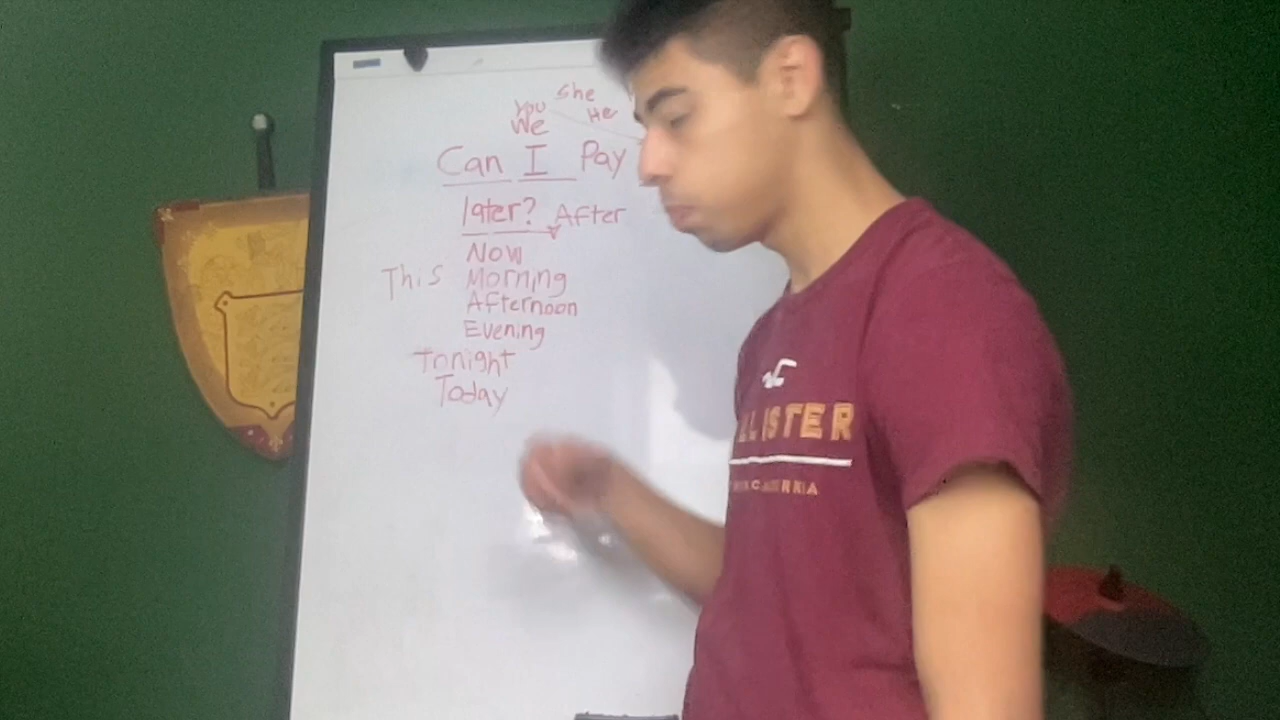 She
You He
We
Can I Pay
later? After
Now
This Morning
Afternoon
Evening
Tonight
Today
LLISTER